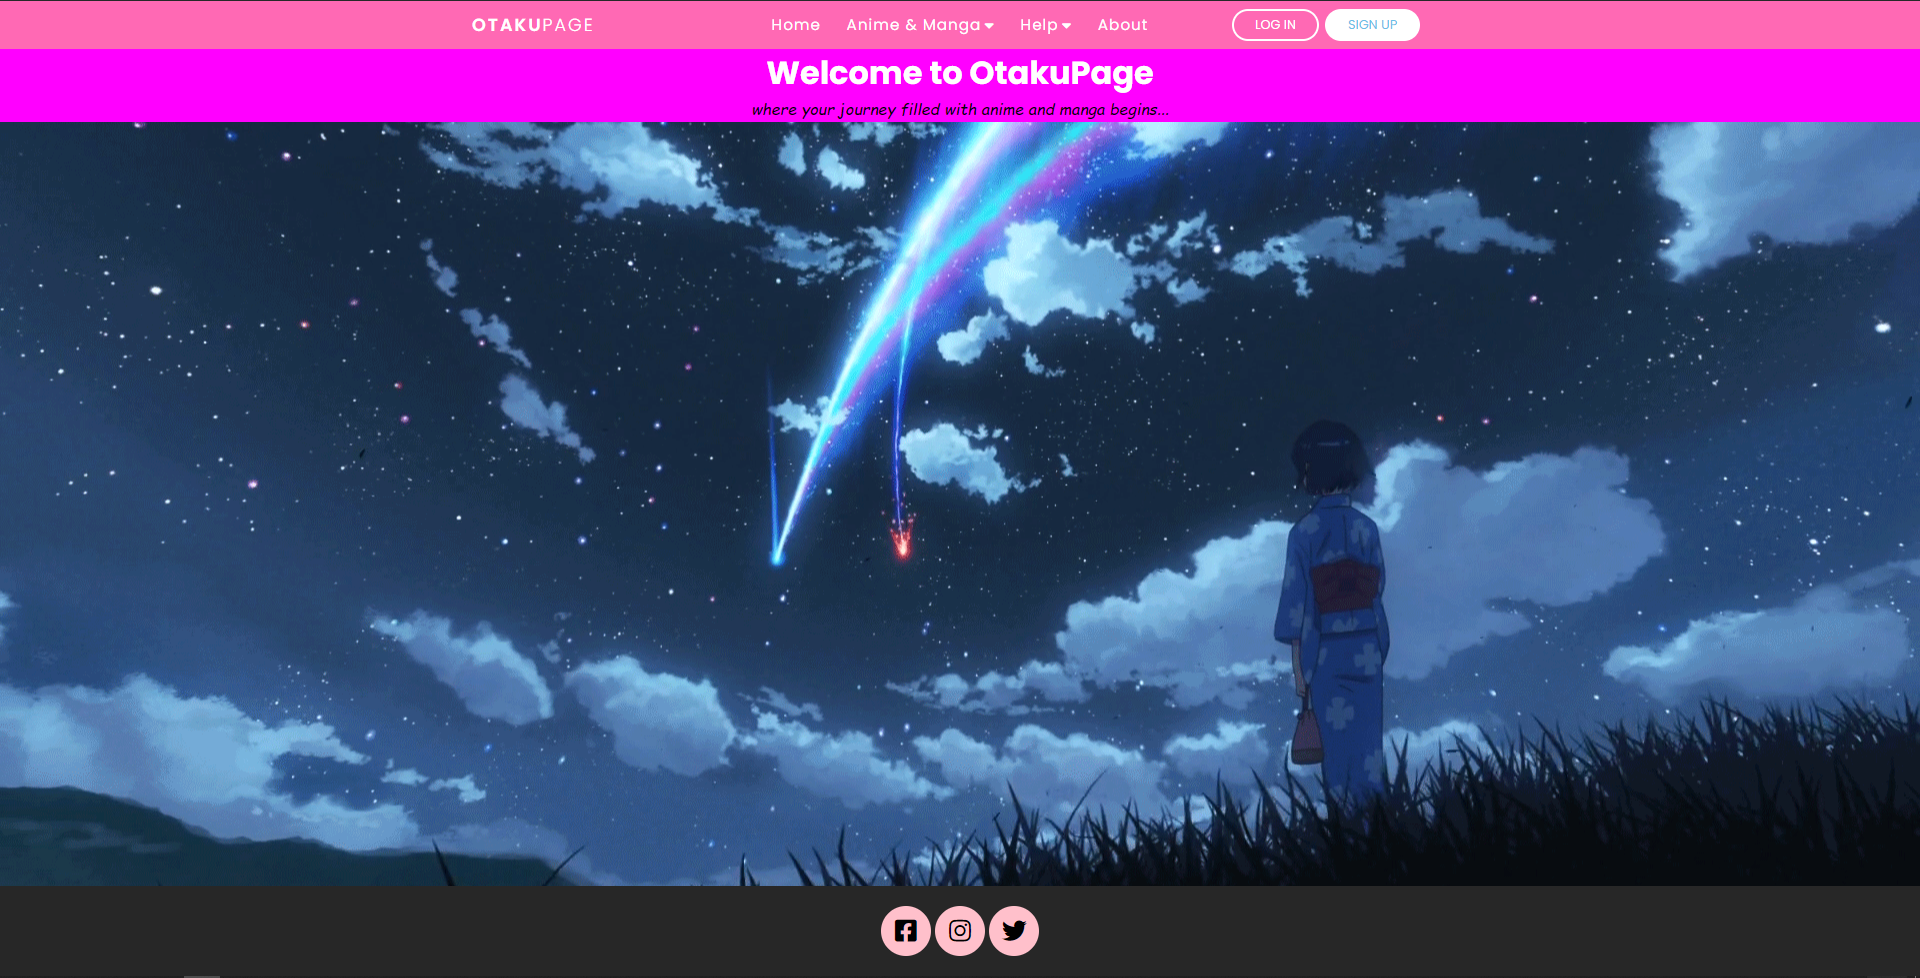 OTAKUPAGE Home Anime & Manga Help About LOG IN SIGN UP
Welcome to OtakuPage
where your journey filled with anime and manga begins...